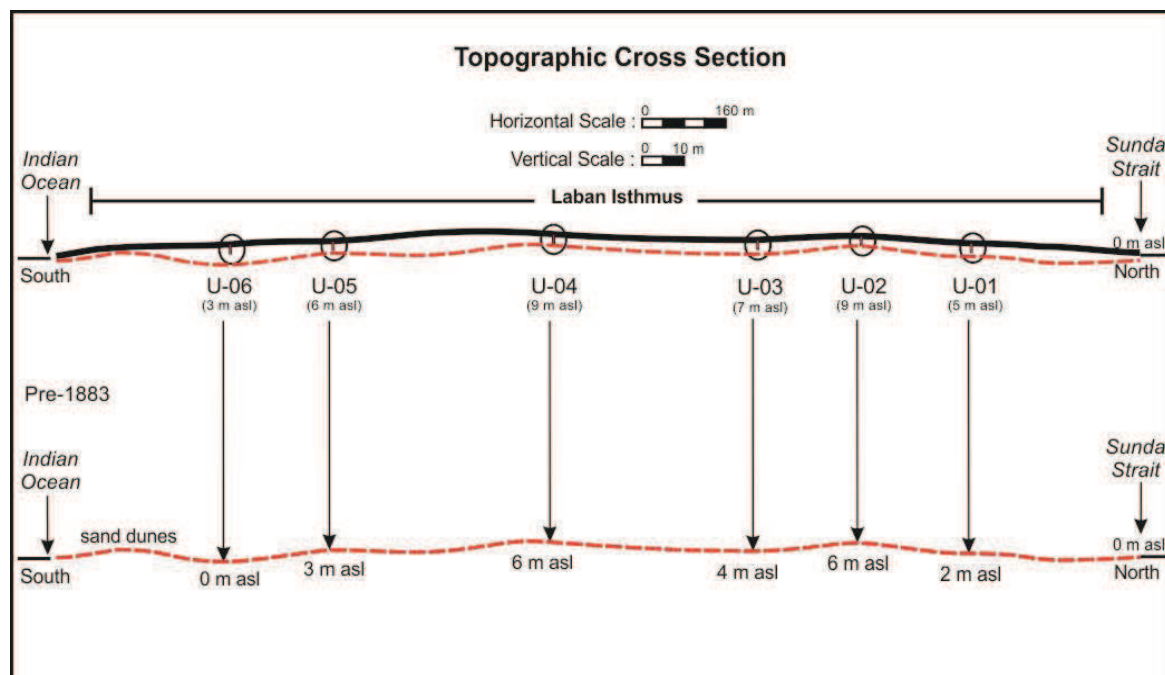 Topographic Cross Section
Horizontal Scale :
0 160 m
Vertical Scale :
0 10 m
Indian
Ocean
Sunda
Strait
Laban Isthmus
0 m asl
South
North
U-06
(3 m asl)
U-05
(6 m asl)
U-04
(9 m asl)
U-03
(7 m asl)
U-02
(9 m asl)
U-01
(5 m asl)
Pre-1883
Indian
Ocean
Sunda
Strait
sand dunes
0 m asl
South
0 m asl
3 m asl
6 m asl
4 m asl
6 m asl
2 m asl
North